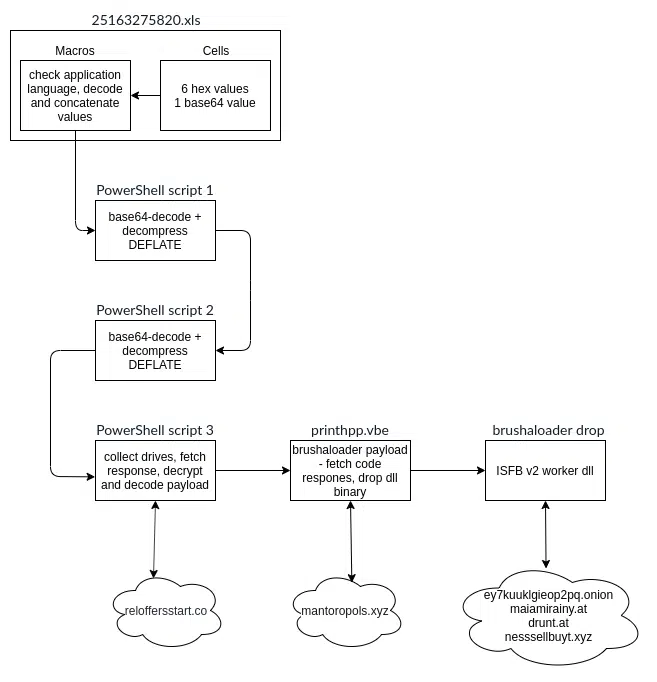 25163275820.xls
Macros
Cells
check application
language, decode
and concatenate
values
6 hex values
1 base64 value
PowerShell script 1
base64-decode +
decompress
DEFLATE
PowerShell script 2
base64-decode +
decompress
DEFLATE
PowerShell script 3
collect drives, fetch
response, decrypt
and decode payload
printhpp.vbe
brushaloader payload
- fetch code
respones, drop dll
binary
brushaloader drop
ISFB v2 worker dll
reloffersstart.co
mantoropols.xyz
ey7kuuklgieop2pq.onion
maiamirainy.at
drunt.at
nesssellbuyt.xyz